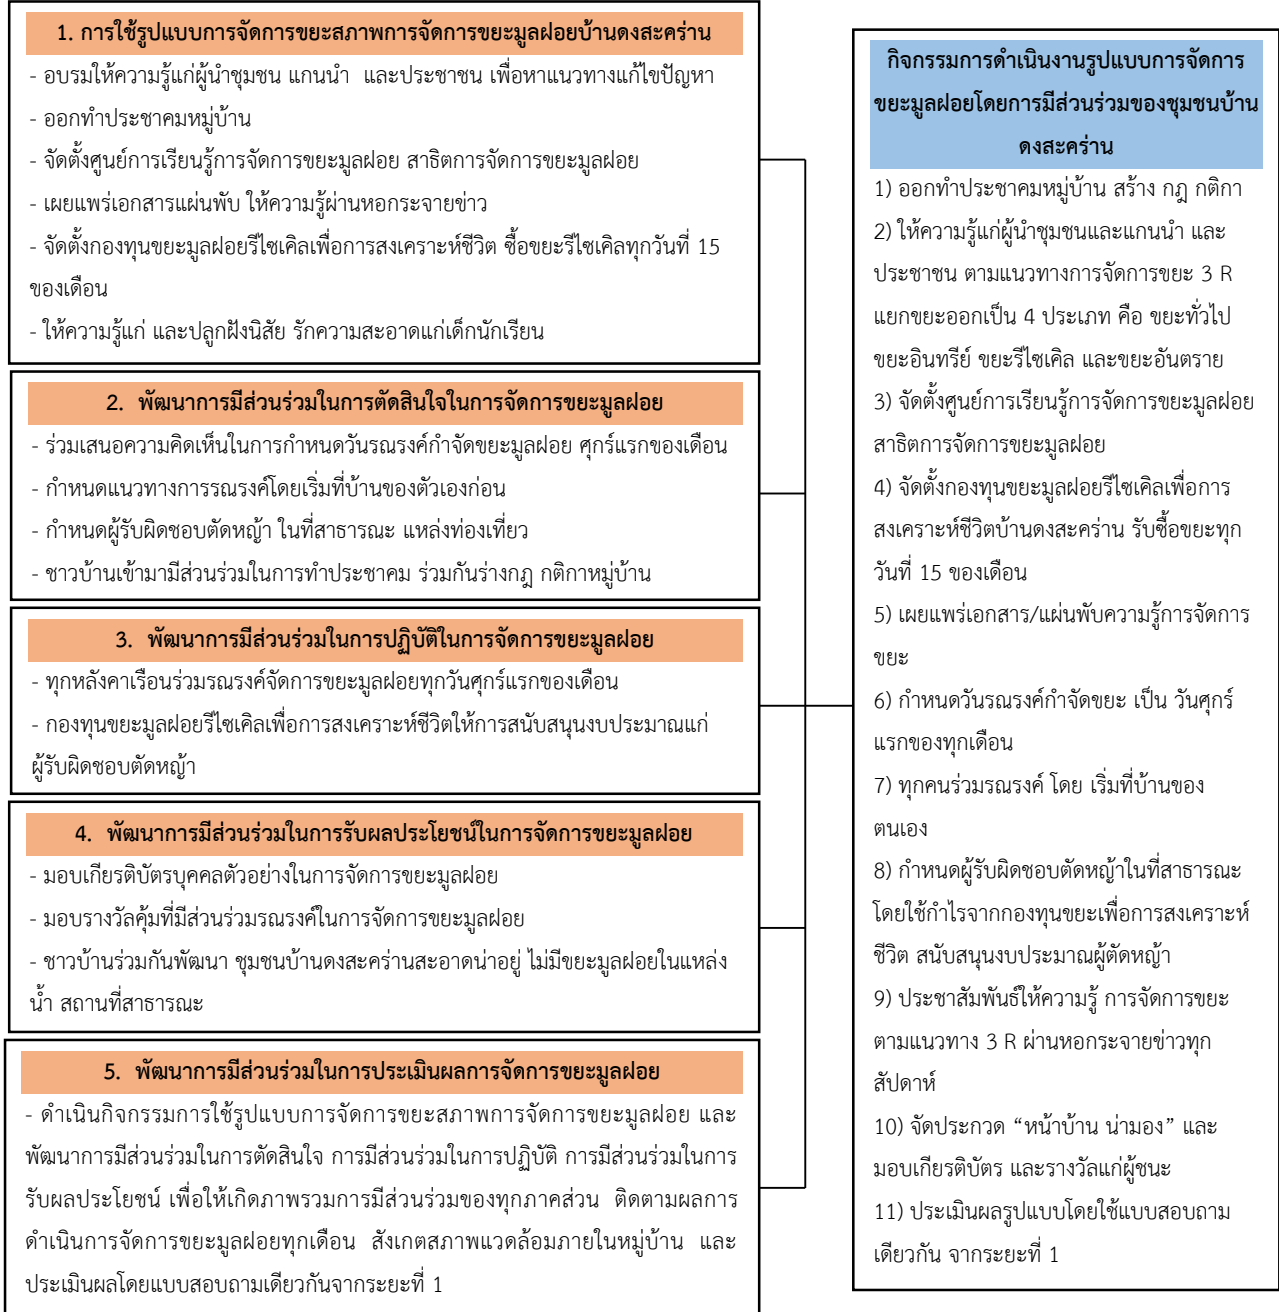 1. การใช้รูปแบบการจัดการขยะสภาพการจัดการขยะมูลฝอยบ้านดงสะคร่าน
- อบรมให้ความรู้แก่ผู้นำชุมชน แกนนำ และประชาชน เพื่อหาแนวทางแก้ไขปัญหา
- ออกทำประชาคมหมู่บ้าน
- จัดตั้งศูนย์การเรียนรู้การจัดการขยะมูลฝอย สาธิตการจัดการขยะมูลฝอย
- เผยแพร่เอกสารแผ่นพับ ให้ความรู้ผ่านหอกระจายข่าว
- จัดตั้งกองทุนขยะมูลฝอยรีไซเคิลเพื่อการสงเคราะห์ชีวิต ซื้อขยะรีไซเคิลทุกวันที่ 15
ของเดือน
- ให้ความรู้แก่ และปลูกฝังนิสัย รักความสะอาดแก่เด็กนักเรียน
2. พัฒนาการมีส่วนร่วมในการตัดสินใจในการจัดการขยะมูลฝอย
- ร่วมเสนอความคิดเห็นในการกำหนดวันรณรงค์กำจัดขยะมูลฝอย ศุกร์แรกของเดือน
- กำหนดแนวทางการรณรงค์โดยเริ่มที่บ้านของตัวเองก่อน
- กำหนดผู้รับผิดชอบตัดหญ้า ในที่สาธารณะ แหล่งท่องเที่ยว
- ชาวบ้านเข้ามามีส่วนร่วมในการทำประชาคม ร่วมกันร่างกฎ กติกาหมู่บ้าน
3. พัฒนาการมีส่วนร่วมในการปฏิบัติในการจัดการขยะมูลฝอย
- ทุกหลังคาเรือนร่วมรณรงค์จัดการขยะมูลฝอยทุกวันศุกร์แรกของเดือน
- กองทุนขยะมูลฝอยรีไซเคิลเพื่อการสงเคราะห์ชีวิตให้การสนับสนุนงบประมาณแก่
ผู้รับผิดชอบตัดหญ้า
4. พัฒนาการมีส่วนร่วมในการรับผลประโยชน์ในการจัดการขยะมูลฝอย
- มอบเกียรติบัตรบุคคลตัวอย่างในการจัดการขยะมูลฝอย
- มอบรางวัลคุ้มที่มีส่วนร่วมรณรงค์ในการจัดการขยะมูลฝอย
- ชาวบ้านร่วมกันพัฒนา ชุมชนบ้านดงสะคร่านสะอาดน่าอยู่ ไม่มีขยะมูลฝอยในแหล่ง
น้ำ สถานที่สาธารณะ
5. พัฒนาการมีส่วนร่วมในการประเมินผลการจัดการขยะมูลฝอย
- ดำเนินกิจกรรมการใช้รูปแบบการจัดการขยะสภาพการจัดการขยะมูลฝอย และ
พัฒนาการมีส่วนร่วมในการตัดสินใจ การมีส่วนร่วมในการปฏิบัติ การมีส่วนร่วมในการ
รับผลประโยชน์ เพื่อให้เกิดภาพรวมการมีส่วนร่วมของทุกภาคส่วน ติดตามผลการ
ดำเนินการจัดการขยะมูลฝอยทุกเดือน สังเกตสภาพแวดล้อมภายในหมู่บ้าน และ
ประเมินผลโดยแบบสอบถามเดียวกันจากระยะที่ 1
กิจกรรมการดำเนินงานรูปแบบการจัดการ
ขยะมูลฝอยโดยการมีส่วนร่วมของชุมชนบ้าน
ดงสะคร่าน
1) ออกทำประชาคมหมู่บ้าน สร้าง กฎ กติกา
2) ให้ความรู้แก่ผู้นำชุมชนและแกนนำ และ
ประชาชน ตามแนวทางการจัดการขยะ 3 R
แยกขยะออกเป็น 4 ประเภท คือ ขยะทั่วไป
ขยะอินทรีย์ ขยะรีไซเคิล และขยะอันตราย
3) จัดตั้งศูนย์การเรียนรู้การจัดการขยะมูลฝอย
สาธิตการจัดการขยะมูลฝอย
4) จัดตั้งกองทุนขยะมูลฝอยรีไซเคิลเพื่อการ
สงเคราะห์ชีวิตบ้านดงสะคร่าน รับซื้อขยะทุก
วันที่ 15 ของเดือน
5) เผยแพร่เอกสาร/แผ่นพับความรู้การจัดการ
ขยะ
6) กำหนดวันรณรงค์กำจัดขยะ เป็น วันศุกร์
แรกของทุกเดือน
7) ทุกคนร่วมรณรงค์ โดย เริ่มที่บ้านของ
ตนเอง
8) กำหนดผู้รับผิดชอบตัดหญ้าในที่สาธารณะ
โดยใช้กำไรจากกองทุนขยะเพื่อการสงเคราะห์
ชีวิต สนับสนุนงบประมาณผู้ตัดหญ้า
9) ประชาสัมพันธ์ให้ความรู้ การจัดการขยะ
ตามแนวทาง 3 R ผ่านหอกระจายข่าวทุก
สัปดาห์
10) จัดประกวด “หน้าบ้าน น่ามอง” และ
มอบเกียรติบัตร และรางวัลแก่ผู้ชนะ
11) ประเมินผลรูปแบบโดยใช้แบบสอบถาม
เดียวกัน จากระยะที่ 1